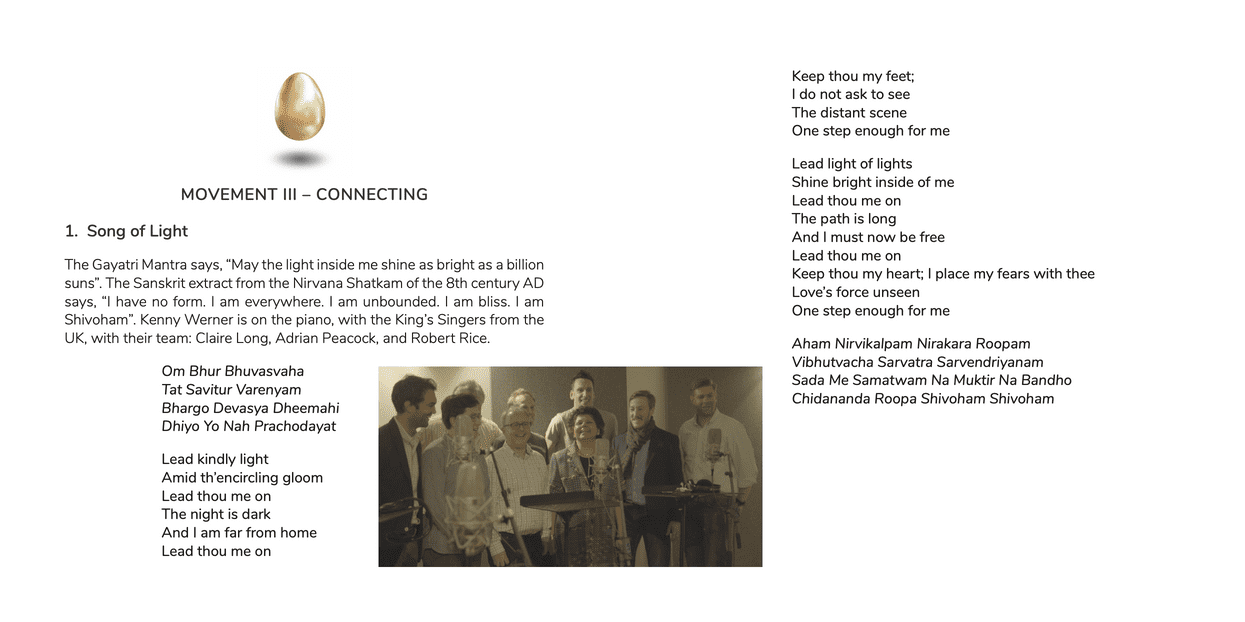 MOVEMENT III – CONNECTING
1. Song of Light
The Gayatri Mantra says, “May the light inside me shine as bright as a billion
suns”. The Sanskrit extract from the Nirvana Shatkam of the 8th century AD
says, “I have no form. I am everywhere. I am unbounded. I am bliss. I am
Shivoham”. Kenny Werner is on the piano, with the King’s Singers from the
UK, with their team: Claire Long, Adrian Peacock, and Robert Rice.
Om Bhur Bhuvasvaha
Tat Savitur Varenyam
Bhargo Devasya Dheemahi
Dhiyo Yo Nah Prachodayat
Lead kindly light
Amid th’encircling gloom
Lead thou me on
The night is dark
And I am far from home
Lead thou me on
Keep thou my feet;
I do not ask to see
The distant scene
One step enough for me
Lead light of lights
Shine bright inside of me
Lead thou me on
The path is long
And I must now be free
Lead thou me on
Keep thou my heart; I place my fears with thee
Love’s force unseen
One step enough for me
Aham Nirvikalpam Nirakara Roopam
Vibhutvacha Sarvatra Sarvendriyanam
Sada Me Samatwam Na Muktir Na Bandho
Chidananda Roopa Shivoham Shivoham